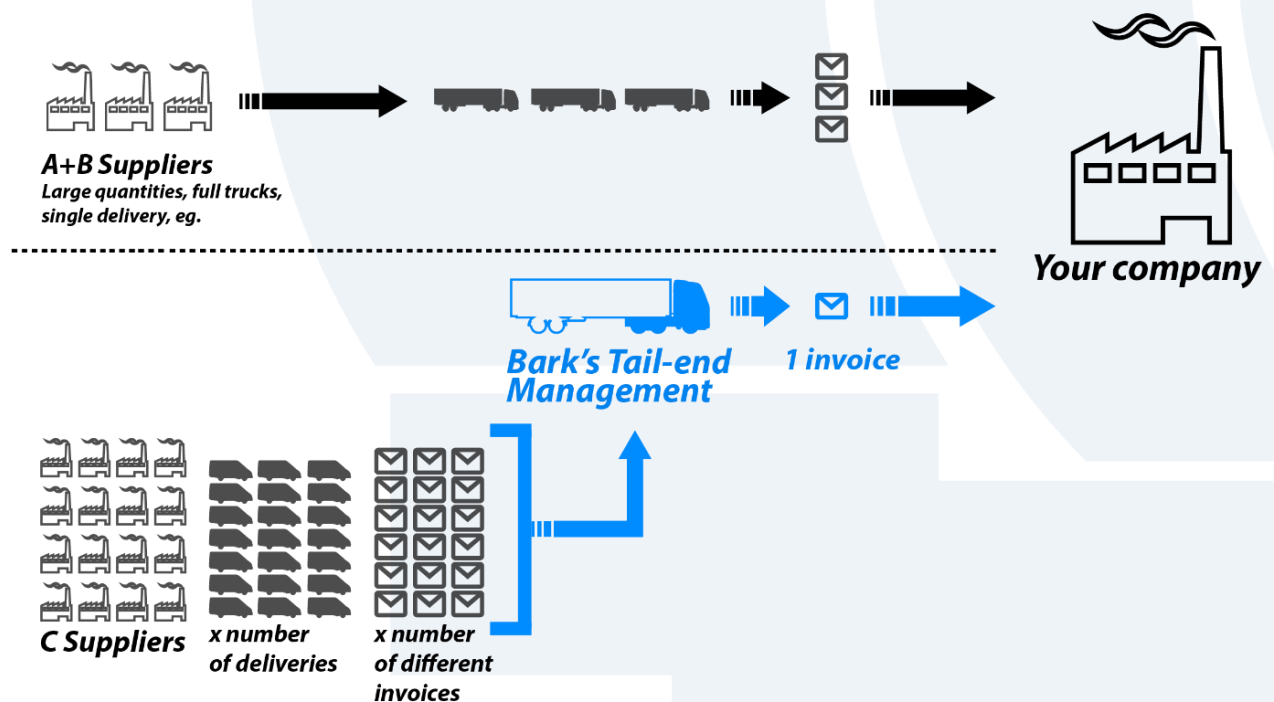 A+B Suppliers
Large quantities, full trucks,
single delivery, eg.
Your company
Bark's Tail-end
Management
1 invoice
C Suppliers
x number
of deliveries
x number
of different
invoices